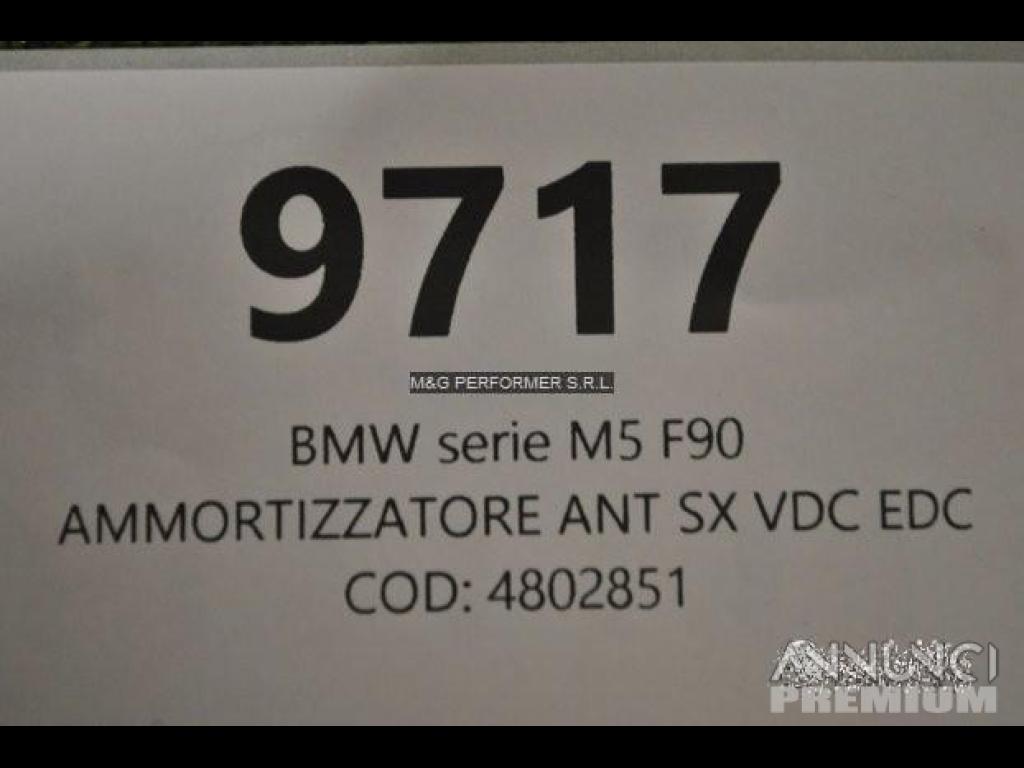 9717
M&G PERFORMER S.R.L.
BMW serie M5 F90
AMMORTIZZATORE ANT SX VDC EDC
COD: 4802851
ANNUNCI
PREMIUM